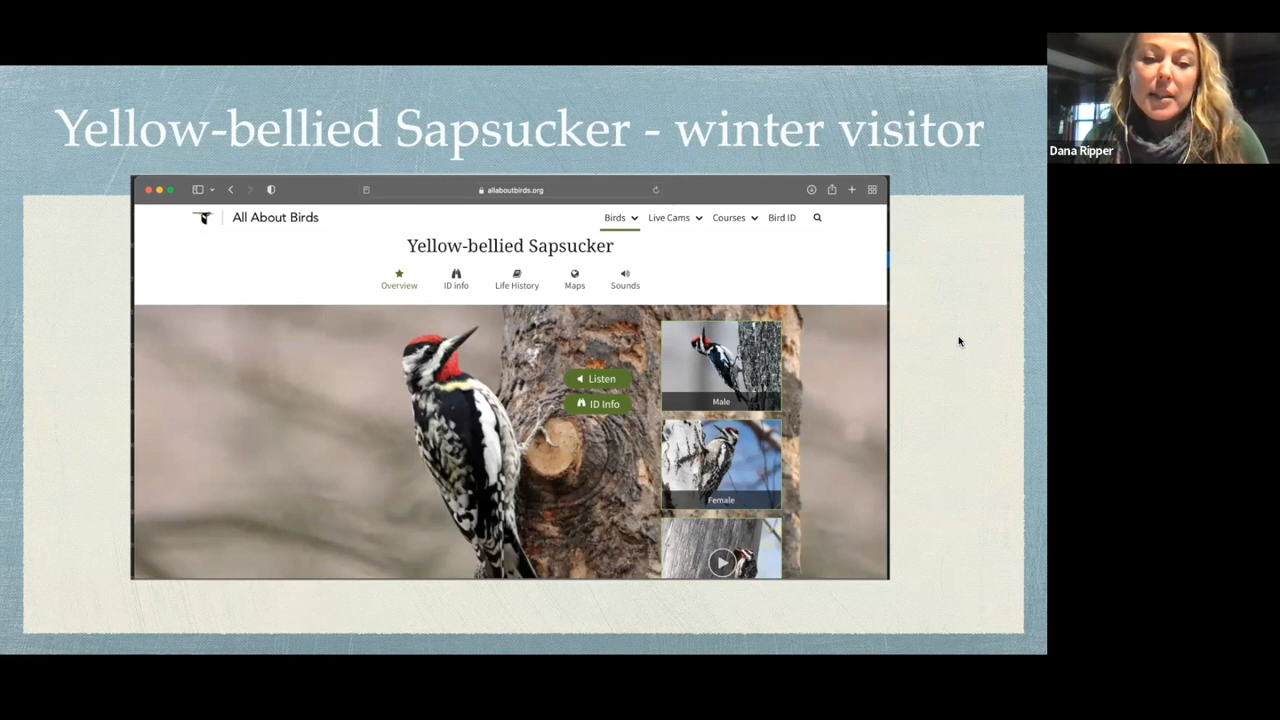 Yellow-bellied Sapsucker - winter visitor
Dana Ripper
allaboutbirds.org
All About Birds
Birds Live Cams Courses Bird ID
Yellow-bellied Sapsucker
Overview ID info Life History Maps Sounds
Listen
ID Info
Male
Female